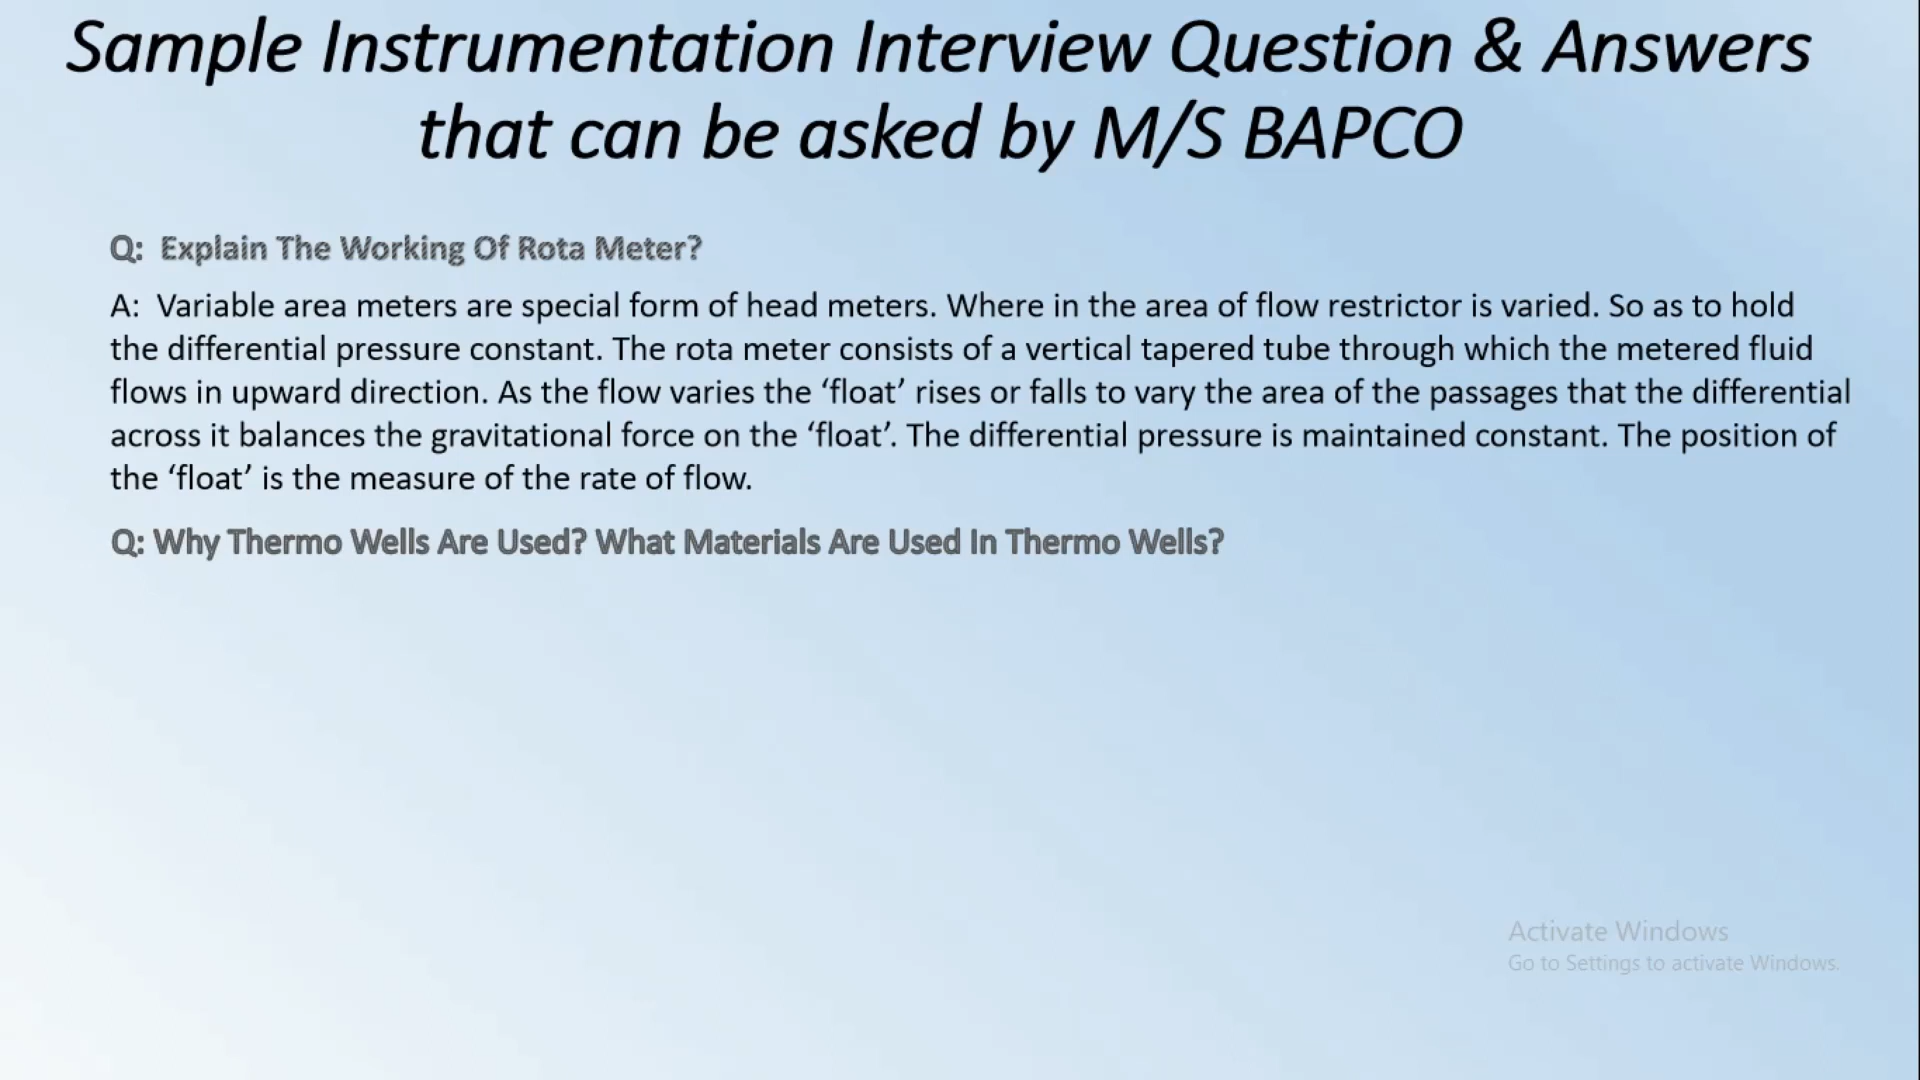 Sample Instrumentation Interview Question & Answers
that can be asked by M/S BAPCO
Q:  Explain The Working Of Rota Meter?
A:  Variable area meters are special form of head meters. Where in the area of flow restrictor is varied. So as to hold
the differential pressure constant. The rota meter consists of a vertical tapered tube through which the metered fluid
flows in upward direction. As the flow varies the ‘float’ rises or falls to vary the area of the passages that the differential
across it balances the gravitational force on the ‘float’. The differential pressure is maintained constant. The position of
the ‘float’ is the measure of the rate of flow.
Q: Why Thermo Wells Are Used? What Materials Are Used In Thermo Wells?
Activate Windows
Go to Settings to activate Windows.